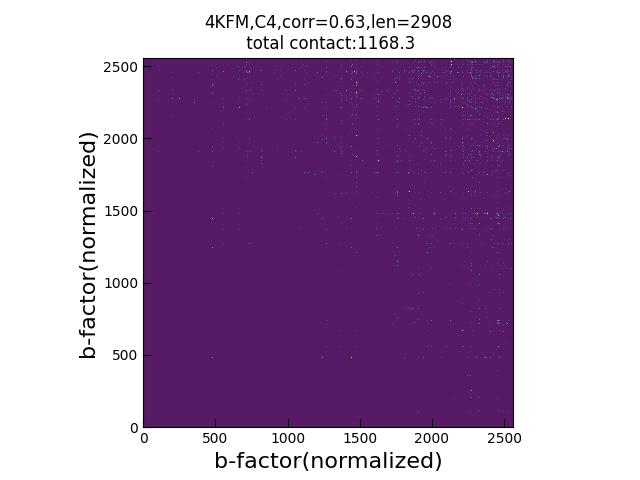 4KFM,C4,corr=0.63,len=2908
total contact:1168.3
2500
2000
1500
1000
500
0
b-factor(normalized)
0 500 1000 1500 2000 2500
b-factor(normalized)